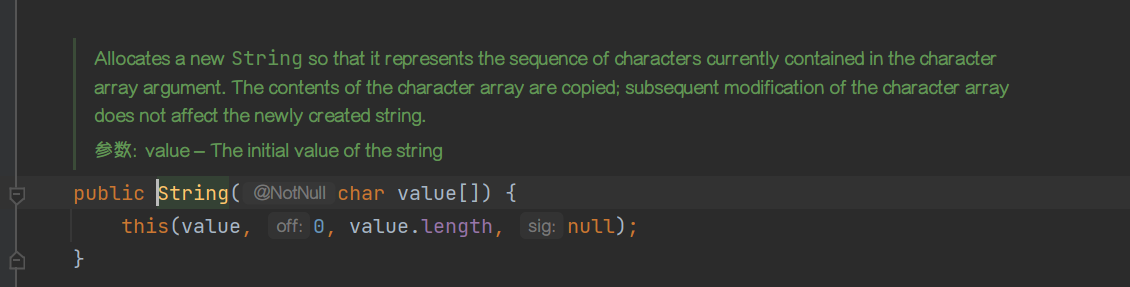 Allocates a new String so that it represents the sequence of characters currently contained in the character
array argument. The contents of the character array are copied; subsequent modification of the character array
does not affect the newly created string.
参数: value – The initial value of the string
public String( @NotNull char value[]) {
this(value, off: 0, value.length, sig: null);
}